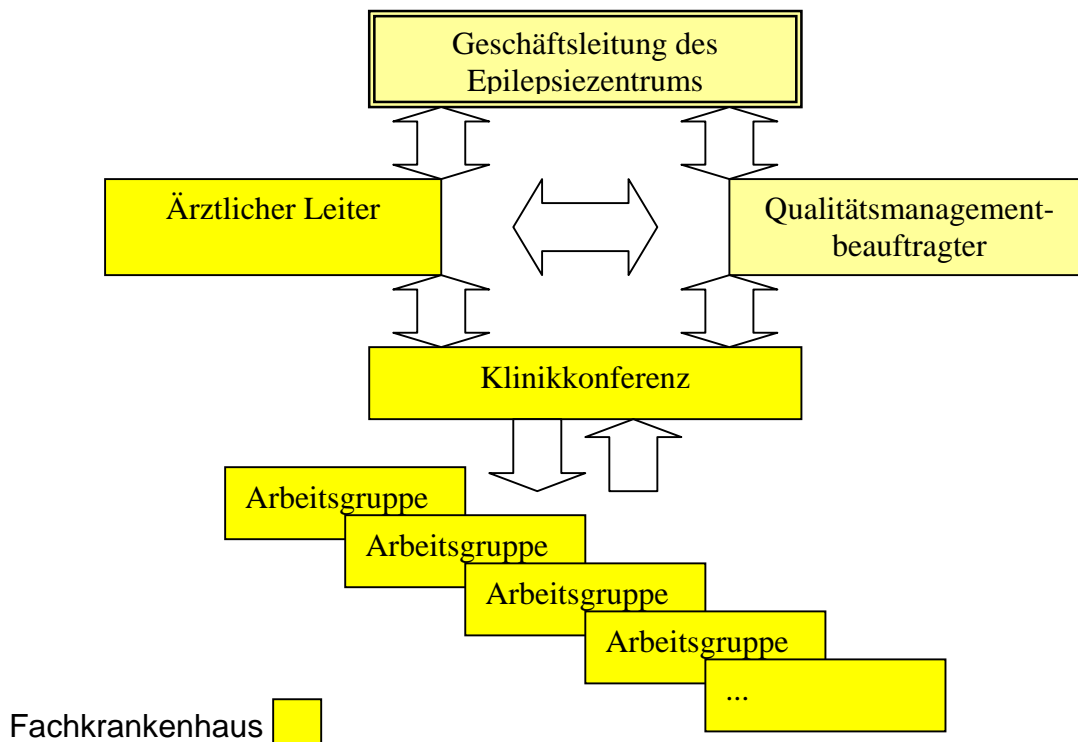 Geschäftsleitung des
Epilepsiezentrums
Ärztlicher Leiter
Qualitätsmanagement-
beauftragter
Klinikkonferenz
Arbeitsgruppe
Arbeitsgruppe
Arbeitsgruppe
Arbeitsgruppe
...
Fachkrankenhaus